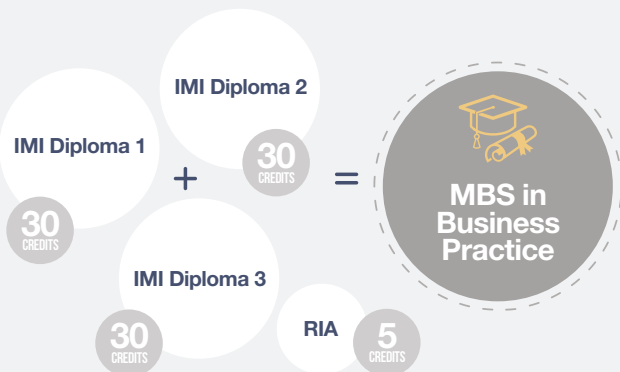 IMI Diploma 1
30
CREDITS
+
IMI Diploma 2
30
CREDITS
IMI Diploma 3
30
CREDITS
RIA
5
CREDITS
=
MBS in
Business
Practice